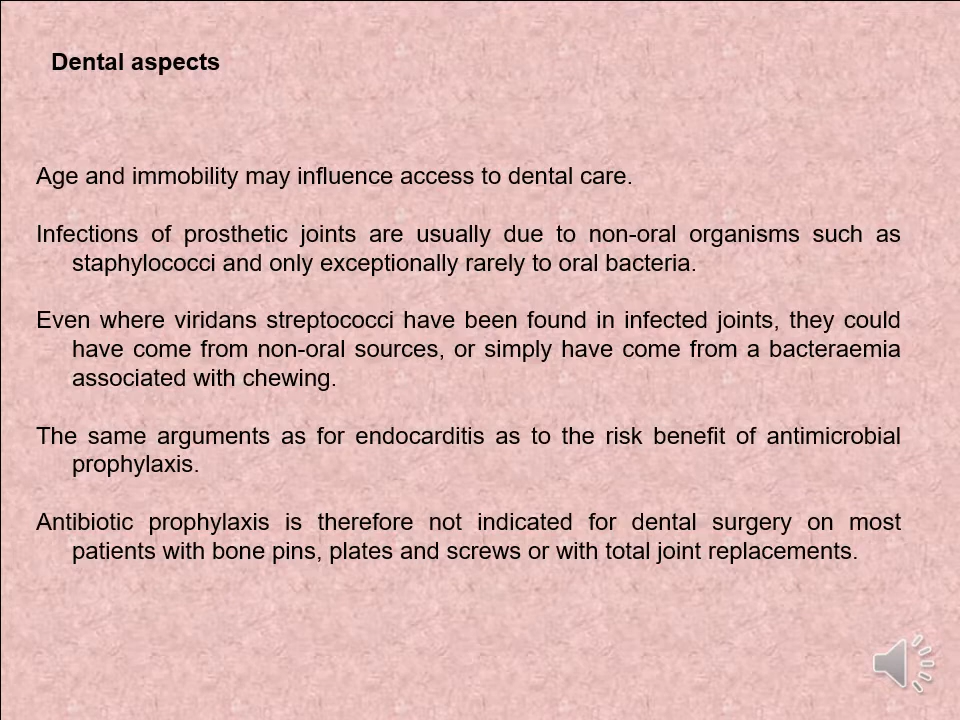 Dental aspects
Age and immobility may influence access to dental care.
Infections of prosthetic joints are usually due to non-oral organisms such as
staphylococci and only exceptionally rarely to oral bacteria.
Even where viridans streptococci have been found in infected joints, they could
have come from non-oral sources, or simply have come from a bacteraemia
associated with chewing.
The same arguments as for endocarditis as to the risk benefit of antimicrobial
prophylaxis.
Antibiotic prophylaxis is therefore not indicated for dental surgery on most
patients with bone pins, plates and screws or with total joint replacements.